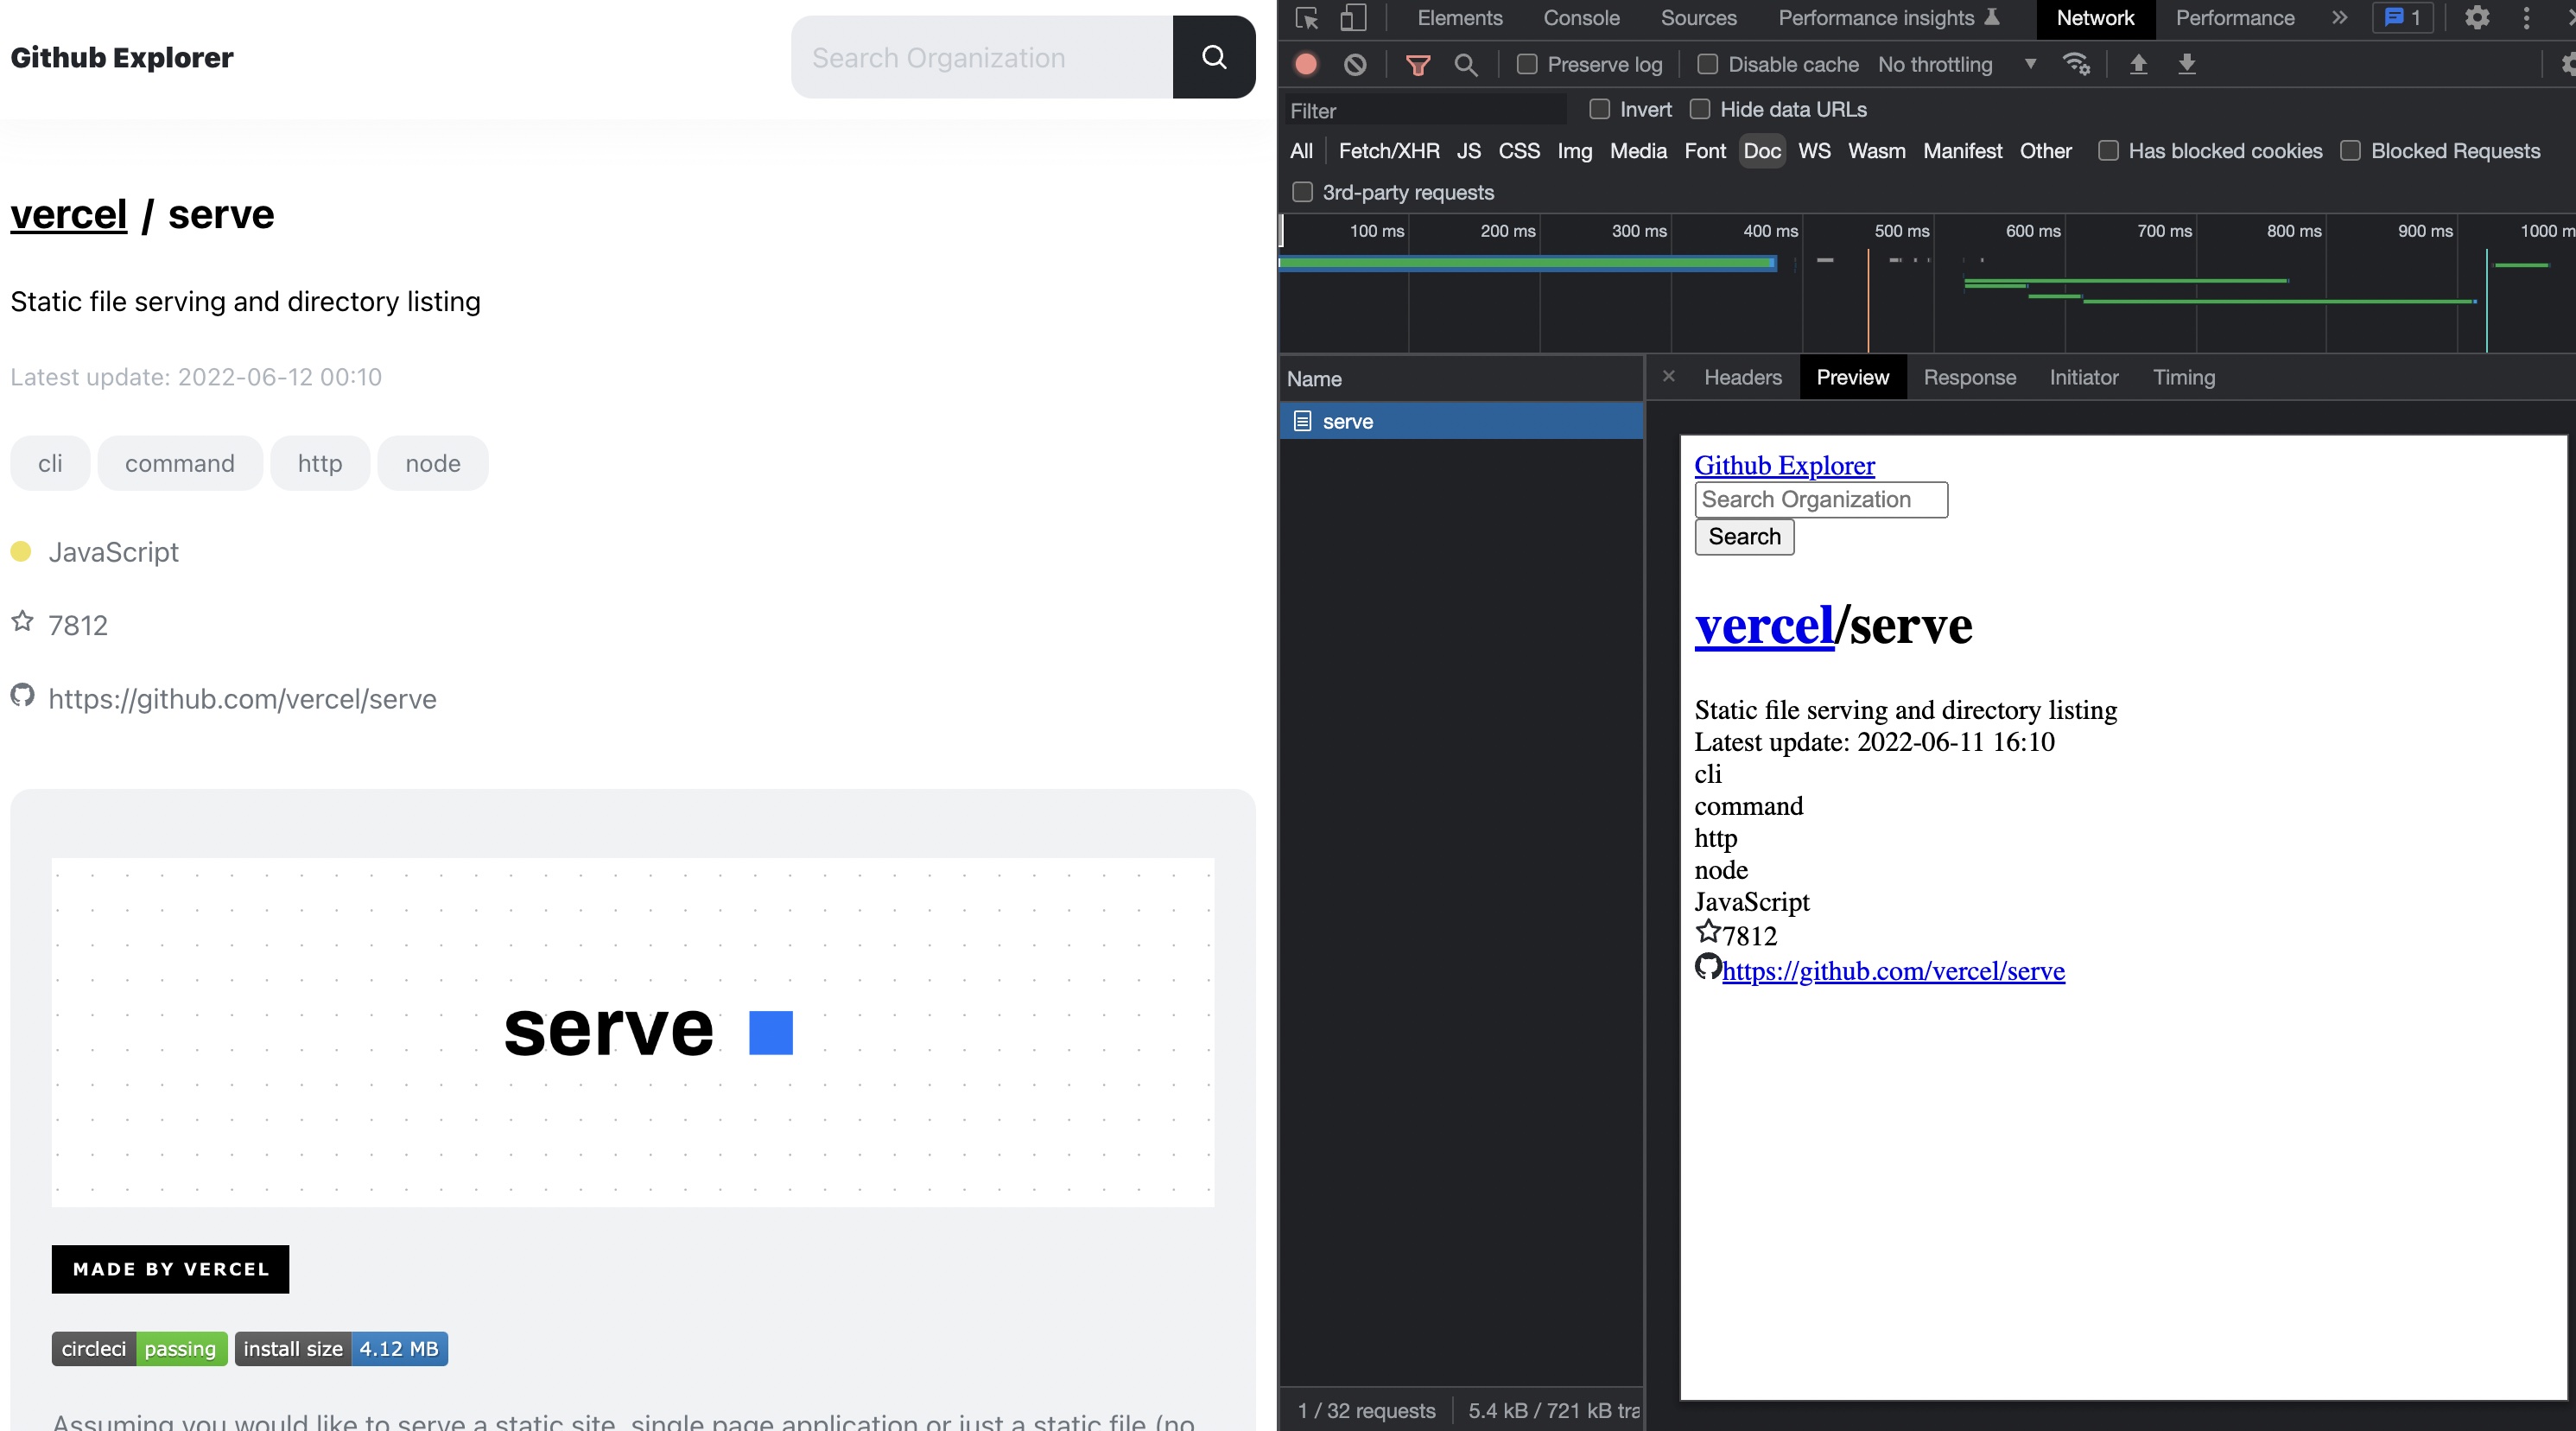 Github Explorer
Search Organization
vercel / serve
Static file serving and directory listing
Latest update: 2022-06-12 00:10
cli command http node
JavaScript
7812
https://github.com/vercel/serve
serve
MADE BY VERCEL
circleci passing install size 4.12 MB
Assuming you would like to serve a static site, single page application or just a static file (no
Elements Console Sources Performance insights Network Performance 1
Preserve log Disable cache No throttling
Filter Invert Hide data URLs
All Fetch/XHR JS CSS Img Media Font Doc WS Wasm Manifest Other Has blocked cookies Blocked Requests
3rd-party requests
100 ms 200 ms 300 ms 400 ms 500 ms 600 ms 700 ms 800 ms 900 ms 1000 m
Name
serve
1 / 32 requests 5.4 kB / 721 kB tra
Headers Preview Response Initiator Timing
Github Explorer
Search Organization
Search
vercel/serve
Static file serving and directory listing
Latest update: 2022-06-11 16:10
cli
command
http
node
JavaScript
7812
https://github.com/vercel/serve